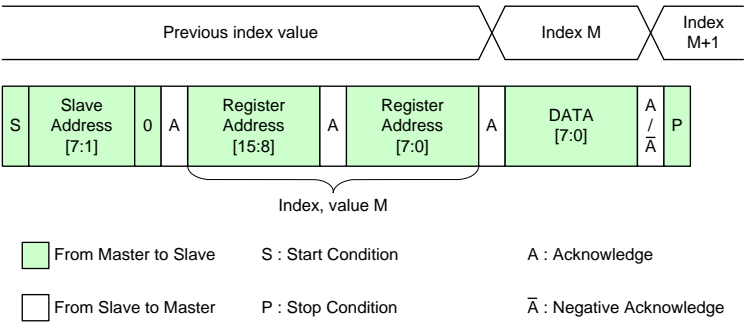 Previous index value
Index M
Index
M+1
S
Slave
Address
[7:1]
0
A
Register
Address
[15:8]
A
Register
Address
[7:0]
A
DATA
[7:0]
A
/
A̅
P
Index, value M
From Master to Slave
S : Start Condition
A : Acknowledge
From Slave to Master
P : Stop Condition
A̅ : Negative Acknowledge